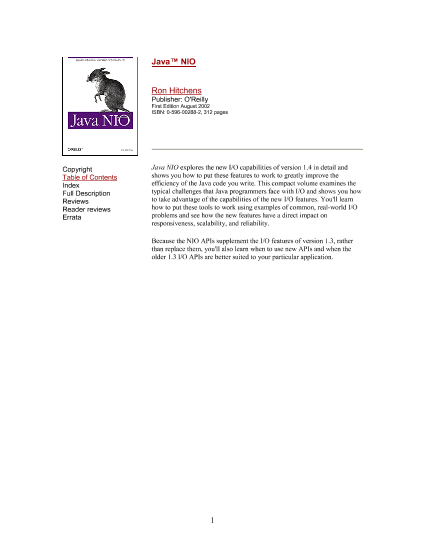 Java™ NIO
Ron Hitchens
Publisher: O'Reilly
First Edition August 2002
ISBN: 0-596-00288-2, 312 pages
Java NIO
O'REILLY
Copyright
Table of Contents
Index
Full Description
Reviews
Reader reviews
Errata
Java NIO explores the new I/O capabilities of version 1.4 in detail and
shows you how to put these features to work to greatly improve the
efficiency of the Java code you write. This compact volume examines the
typical challenges that Java programmers face with I/O and shows you how
to take advantage of the capabilities of the new I/O features. You'll learn
how to put these tools to work using examples of common, real-world I/O
problems and see how the new features have a direct impact on
responsiveness, scalability, and reliability.
Because the NIO APIs supplement the I/O features of version 1.3, rather
than replace them, you'll also learn when to use new APIs and when the
older 1.3 I/O APIs are better suited to your particular application.
1